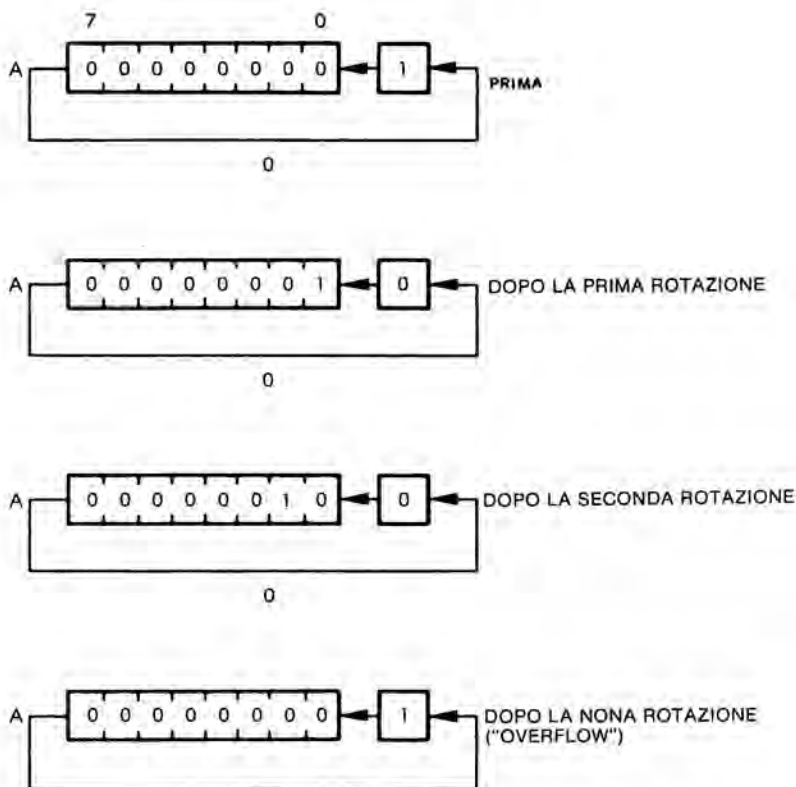 7 0
A 0 0 0 0 0 0 0 0 1
PRIMA
0
A 0 0 0 0 0 0 0 1 0 DOPO LA PRIMA ROTAZIONE
0
A 0 0 0 0 0 0 1 0 0 DOPO LA SECONDA ROTAZIONE
0
A 0 0 0 0 0 0 0 0 1 DOPO LA NONA ROTAZIONE
("OVERFLOW")